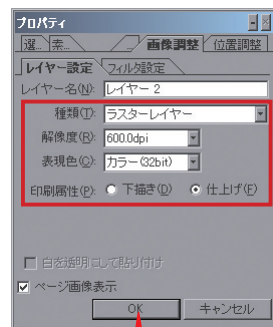 プロパティ
選... 素... 画像調整 位置調整
レイヤー設定 フィルタ設定
レイヤー名(N): レイヤー 2
種類(T): ラスターレイヤー
解像度(R): 600.0dpi
表現色(C): カラー (32bit)
印刷属性(P): 下描き(D) 仕上げ(F)
白を透明にして貼り付け
ページ画像表示
OK キャンセル